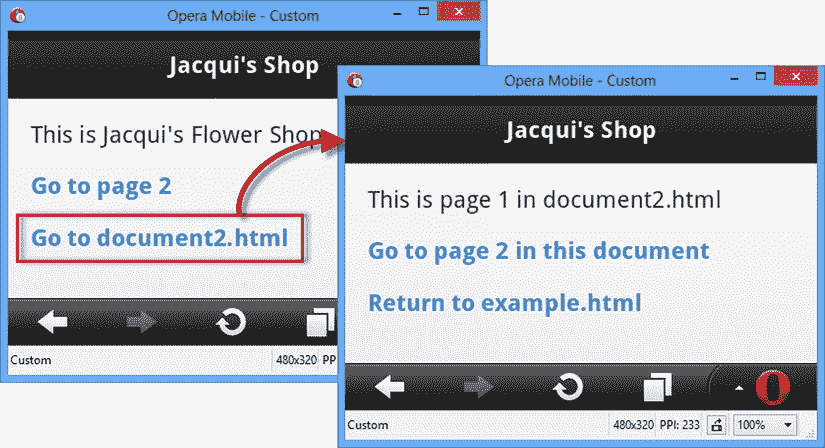 Opera Mobile - Custom
Jacqui's Shop
This is Jacqui's Flower Shop
Go to page 2
Go to document2.html
Custom
480x320
PP
Opera Mobile - Custom
Jacqui's Shop
This is page 1 in document2.html
Go to page 2 in this document
Return to example.html
Custom
480x320
PPI: 233
100%